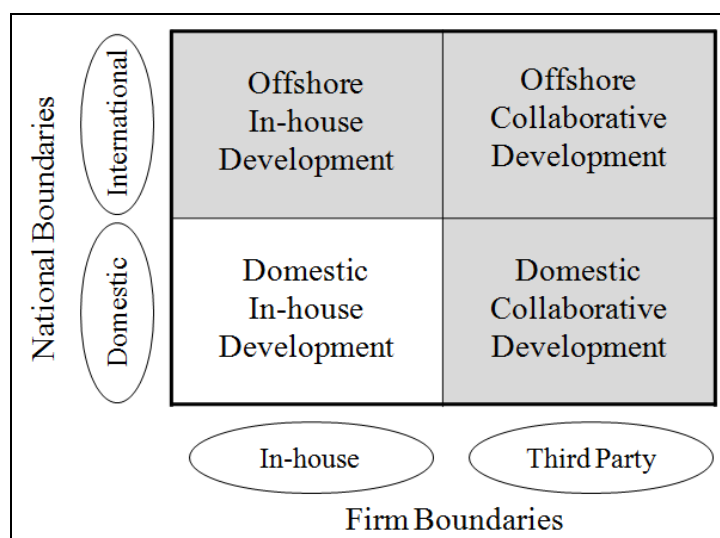 National Boundaries
International
Domestic
Offshore
In-house
Development
Offshore
Collaborative
Development
Domestic
In-house
Development
Domestic
Collaborative
Development
In-house
Third Party
Firm Boundaries